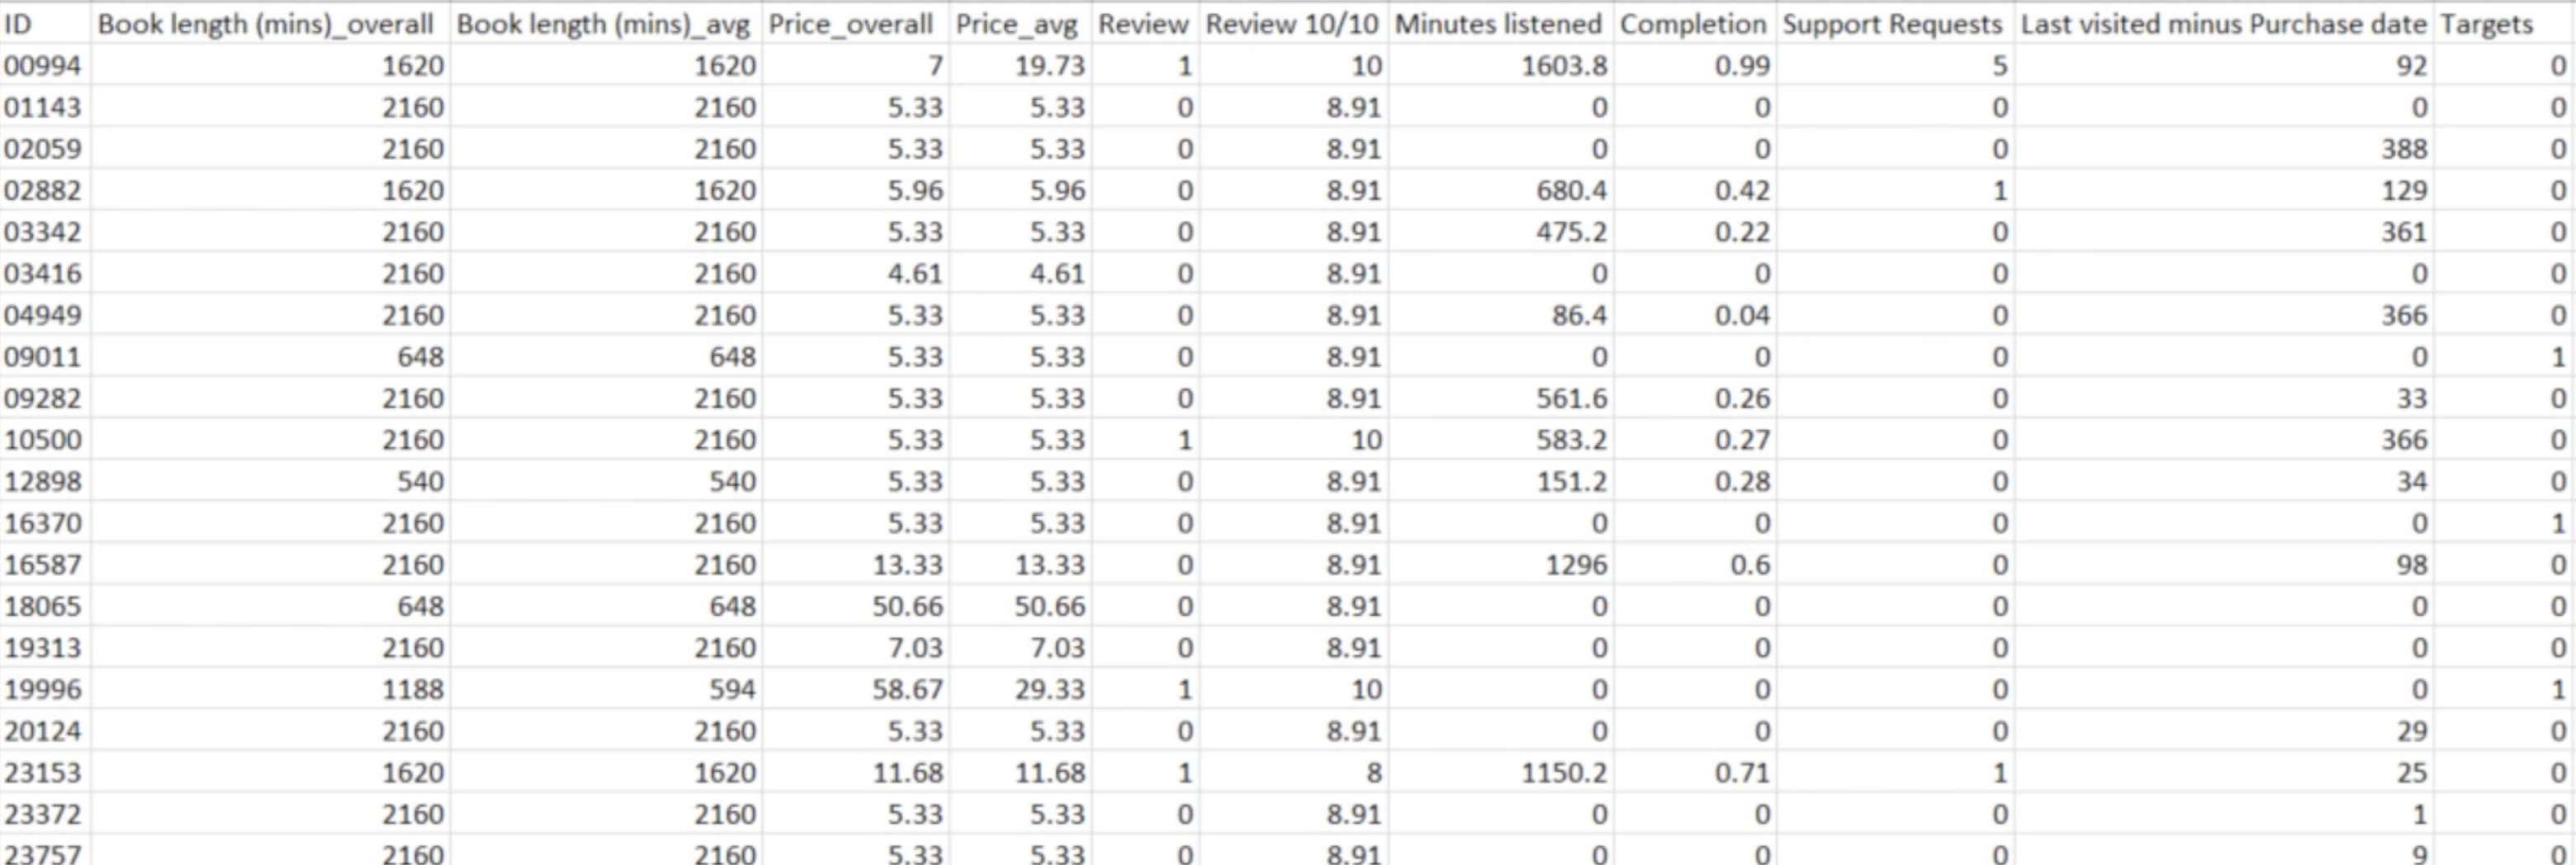 ID Book length (mins)_overall Book length (mins)_avg Price_overall Price_avg Review Review 10/10 Minutes listened Completion Support Requests Last visited minus Purchase date Targets
00994 1620 1620 7 19.73 1 10 1603.8 0.99 5 92 0
01143 2160 2160 5.33 5.33 0 8.91 0 0 0 0 0
02059 2160 2160 5.33 5.33 0 8.91 0 0 0 388 0
02882 1620 1620 5.96 5.96 0 8.91 680.4 0.42 1 129 0
03342 2160 2160 5.33 5.33 0 8.91 475.2 0.22 0 361 0
03416 2160 2160 4.61 4.61 0 8.91 0 0 0 0 0
04949 2160 2160 5.33 5.33 0 8.91 86.4 0.04 0 366 0
09011 648 648 5.33 5.33 0 8.91 0 0 0 0 1
09282 2160 2160 5.33 5.33 0 8.91 561.6 0.26 0 33 0
10500 2160 2160 5.33 5.33 1 10 583.2 0.27 0 366 0
12898 540 540 5.33 5.33 0 8.91 151.2 0.28 0 34 0
16370 2160 2160 5.33 5.33 0 8.91 0 0 0 0 1
16587 2160 2160 13.33 13.33 0 8.91 1296 0.6 0 98 0
18065 648 648 50.66 50.66 0 8.91 0 0 0 0 0
19313 2160 2160 7.03 7.03 0 8.91 0 0 0 0 0
19996 1188 594 58.67 29.33 1 10 0 0 0 0 1
20124 2160 2160 5.33 5.33 0 8.91 0 0 0 29 0
23153 1620 1620 11.68 11.68 1 8 1150.2 0.71 1 25 0
23372 2160 2160 5.33 5.33 0 8.91 0 0 0 1 0
23757 2160 2160 5.33 5.33 0 8.91 0 0 0 9 0